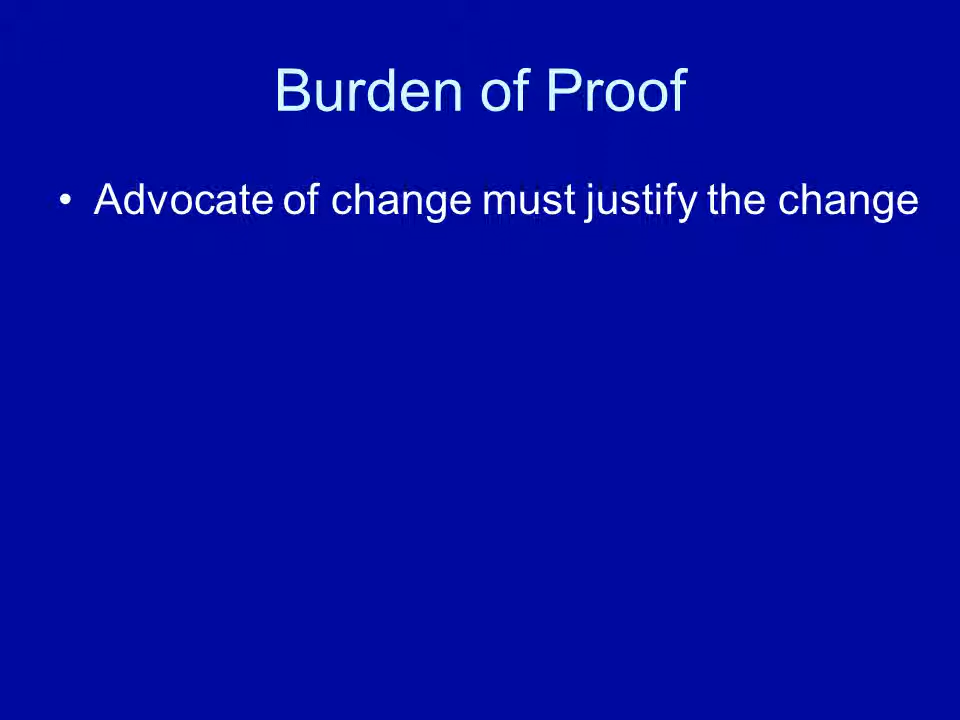 Burden of Proof
• Advocate of change must justify the change